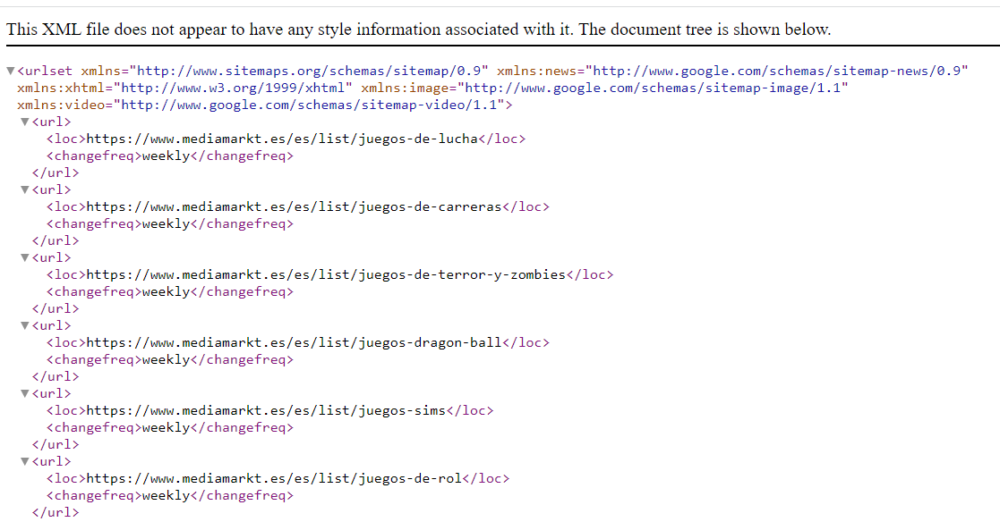 This XML file does not appear to have any style information associated with it. The document tree is shown below.
▼<urlset xmlns="http://www.sitemaps.org/schemas/sitemap/0.9" xmlns:news="http://www.google.com/schemas/sitemap-news/0.9"
xmlns:xhtml="http://www.w3.org/1999/xhtml" xmlns:image="http://www.google.com/schemas/sitemap-image/1.1"
xmlns:video="http://www.google.com/schemas/sitemap-video/1.1">
▼<url>
<loc>https://www.mediamarkt.es/es/list/juegos-de-lucha</loc>
<changefreq>weekly</changefreq>
</url>
▼<url>
<loc>https://www.mediamarkt.es/es/list/juegos-de-carreras</loc>
<changefreq>weekly</changefreq>
</url>
▼<url>
<loc>https://www.mediamarkt.es/es/list/juegos-de-terror-y-zombies</loc>
<changefreq>weekly</changefreq>
</url>
▼<url>
<loc>https://www.mediamarkt.es/es/list/juegos-dragon-ball</loc>
<changefreq>weekly</changefreq>
</url>
▼<url>
<loc>https://www.mediamarkt.es/es/list/juegos-sims</loc>
<changefreq>weekly</changefreq>
</url>
▼<url>
<loc>https://www.mediamarkt.es/es/list/juegos-de-rol</loc>
<changefreq>weekly</changefreq>
</url>